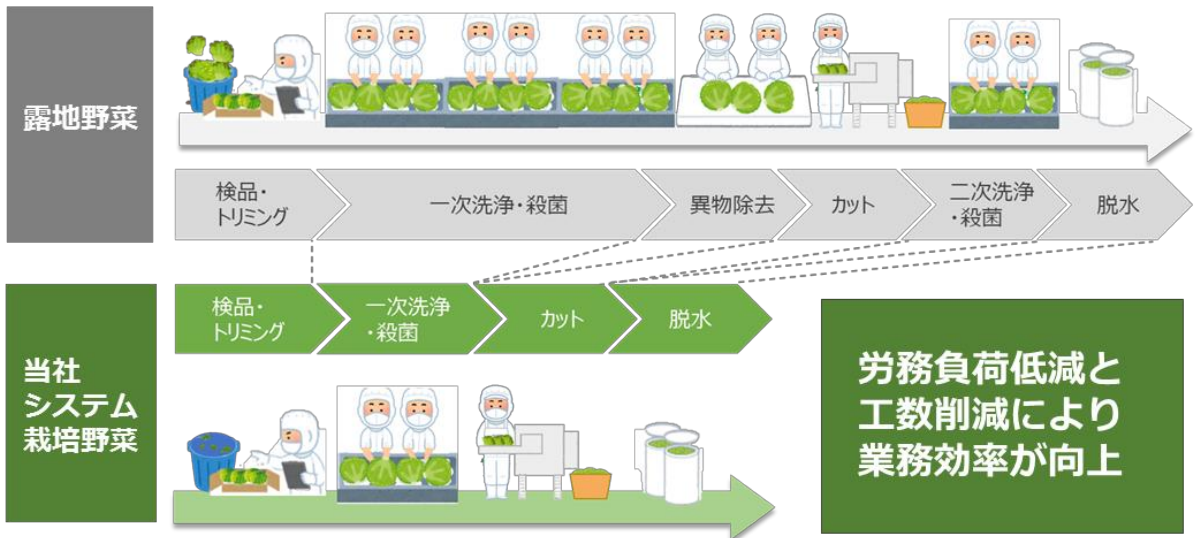 露地野菜
検品・
トリミング
一次洗浄・殺菌
異物除去
カット
二次洗浄
・殺菌
脱水
検品・
トリミング
一次洗浄
・殺菌
カット
脱水
当社
システム
栽培野菜
労務負荷低減と
工数削減により
業務効率が向上